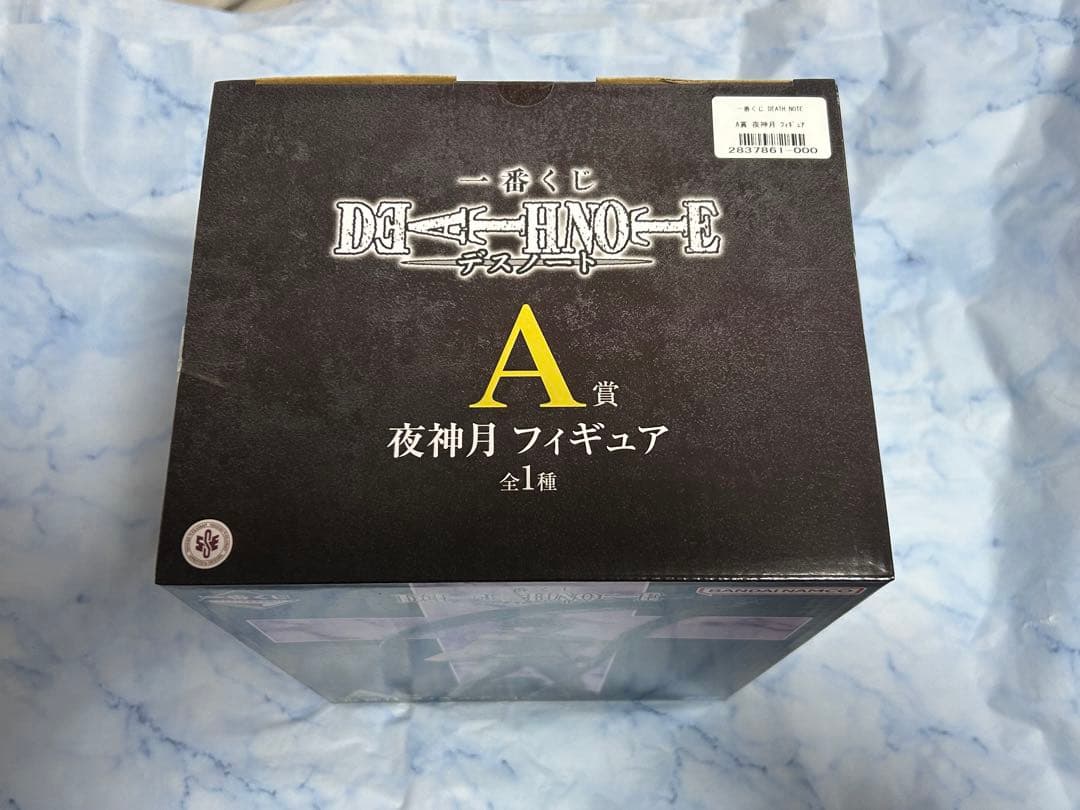 一番くじ DEATH NOTE
A賞 夜神月 フィギュア
2837861-000
一番くじ
DEATH NOTE
デスノート
A賞
夜神月 フィギュア
全1種
BANDAI NAMCO